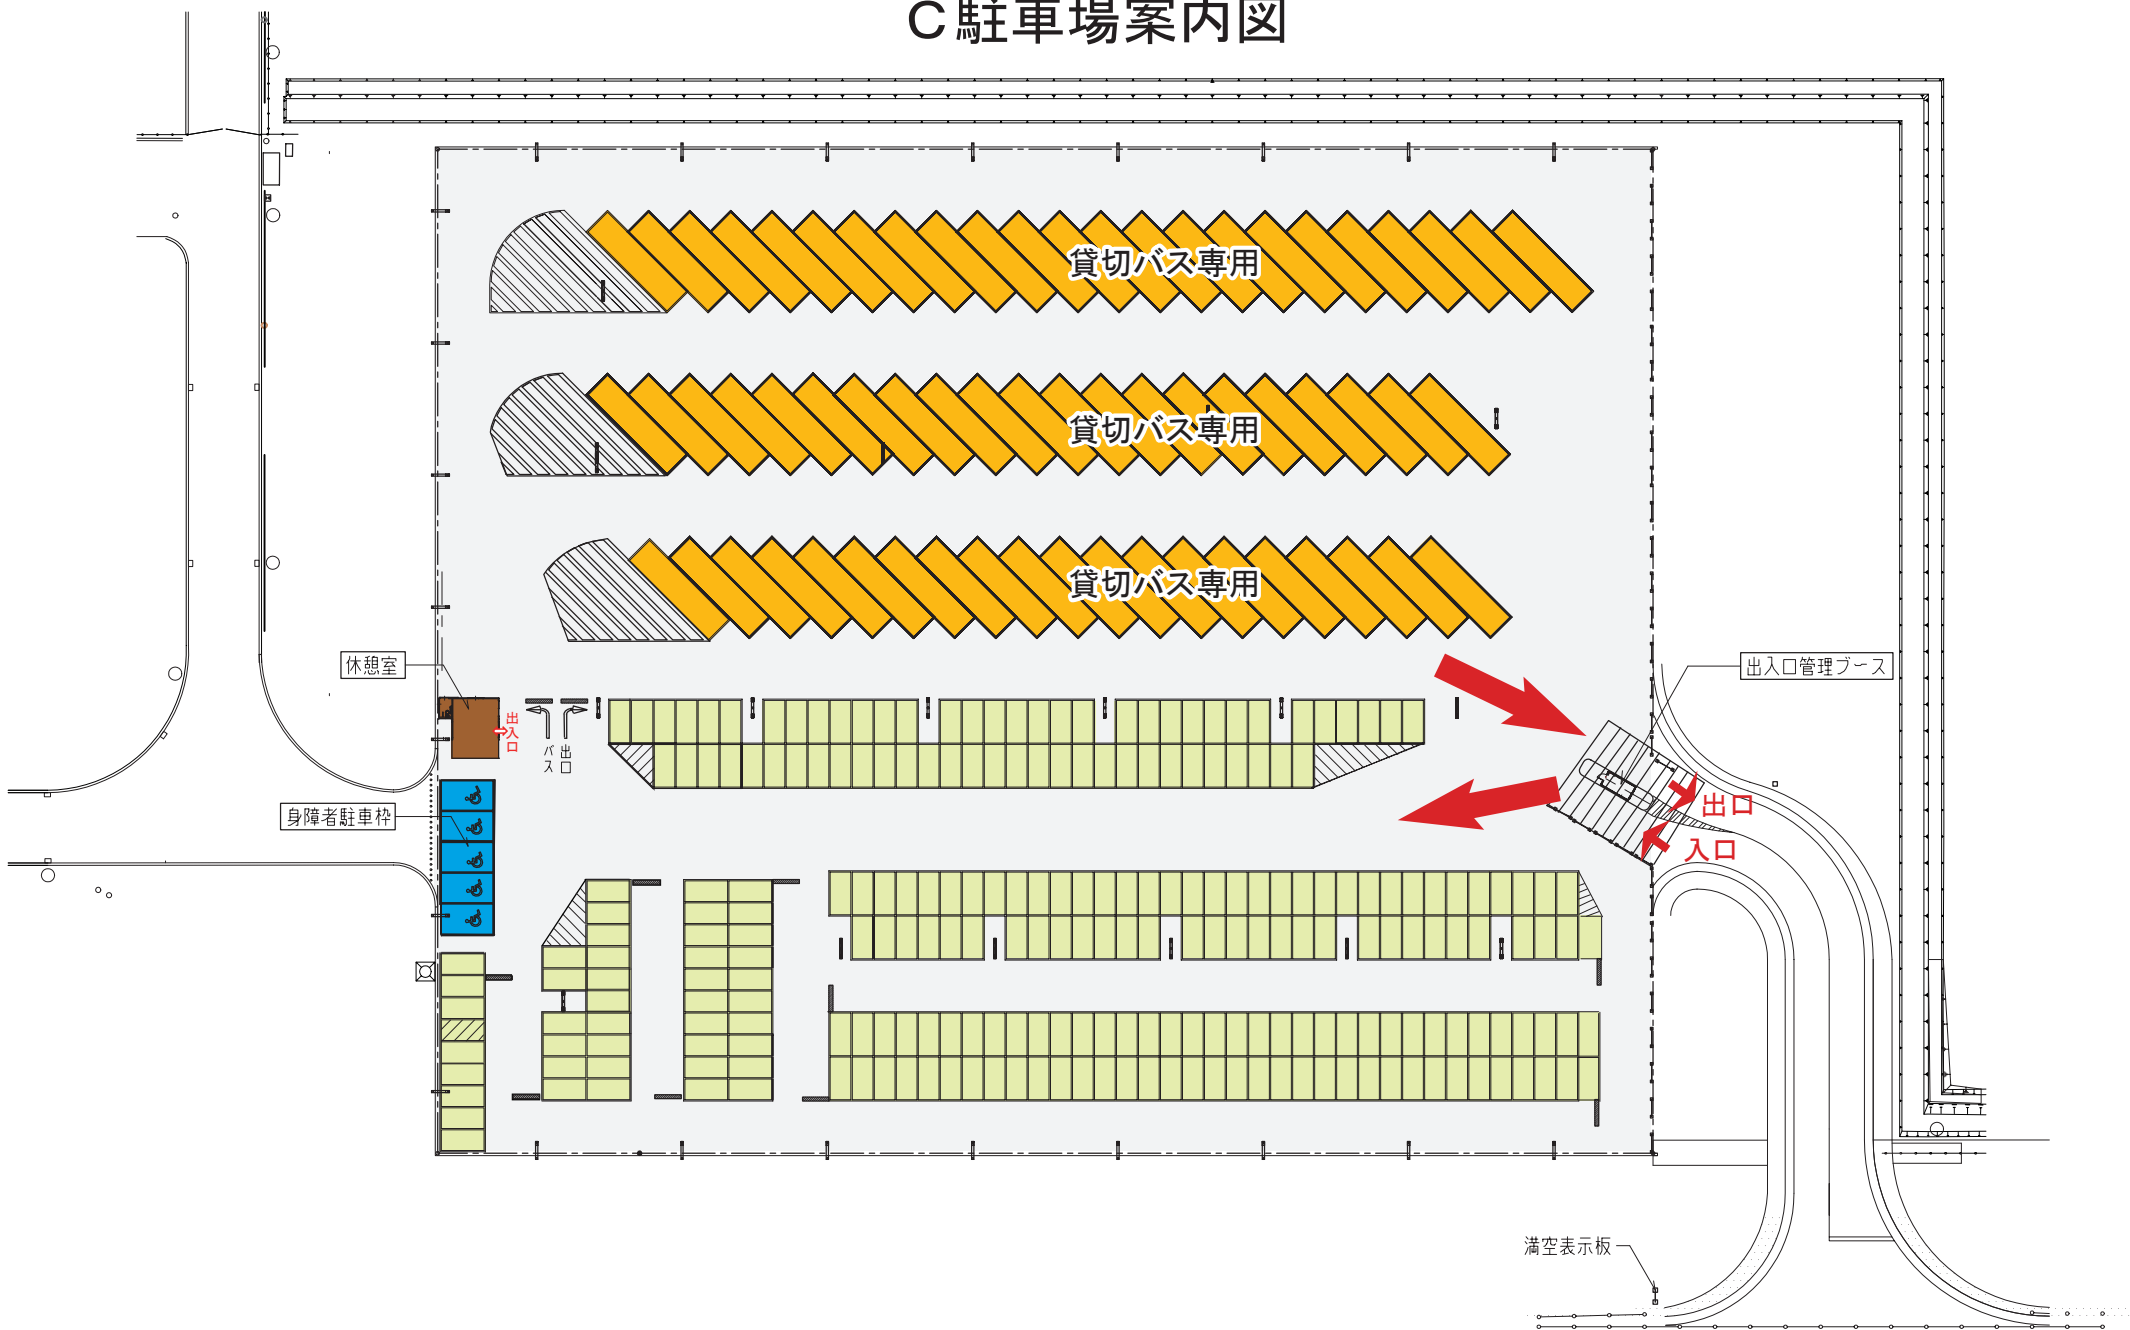 C駐車場案内図
貸切バス専用
貸切バス専用
貸切バス専用
休憩室
出入口
バス
出口
出入口管理ブース
出口
入口
身障者駐車枠
満空表示板